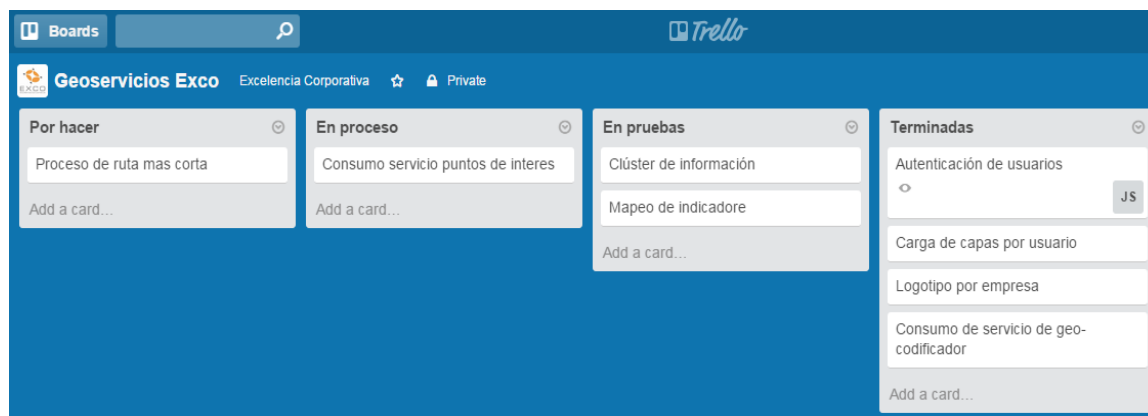 Boards
Trello
EXCO
Geoservicios Exco
Excelencia Corporativa
Private
Por hacer
Proceso de ruta mas corta
Add a card...
En proceso
Consumo servicio puntos de interes
Add a card...
En pruebas
Clúster de información
Mapeo de indicadore
Add a card...
Terminadas
Autenticación de usuarios
JS
Carga de capas por usuario
Logotipo por empresa
Consumo de servicio de geo-
codificador
Add a card...